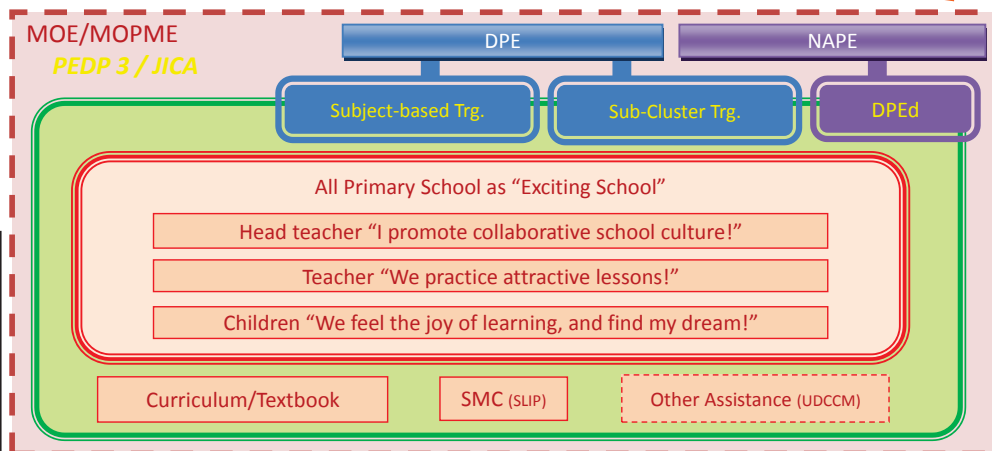 MOE/MOPME
PEDP 3 / JICA
DPE
NAPE
Subject-based Trg.
Sub-Cluster Trg.
DPEd
All Primary School as “Exciting School”
Head teacher “I promote collaborative school culture!”
Teacher “We practice attractive lessons!”
Children “We feel the joy of learning, and find my dream!”
Curriculum/Textbook
SMC (SLIP)
Other Assistance (UDCCM)